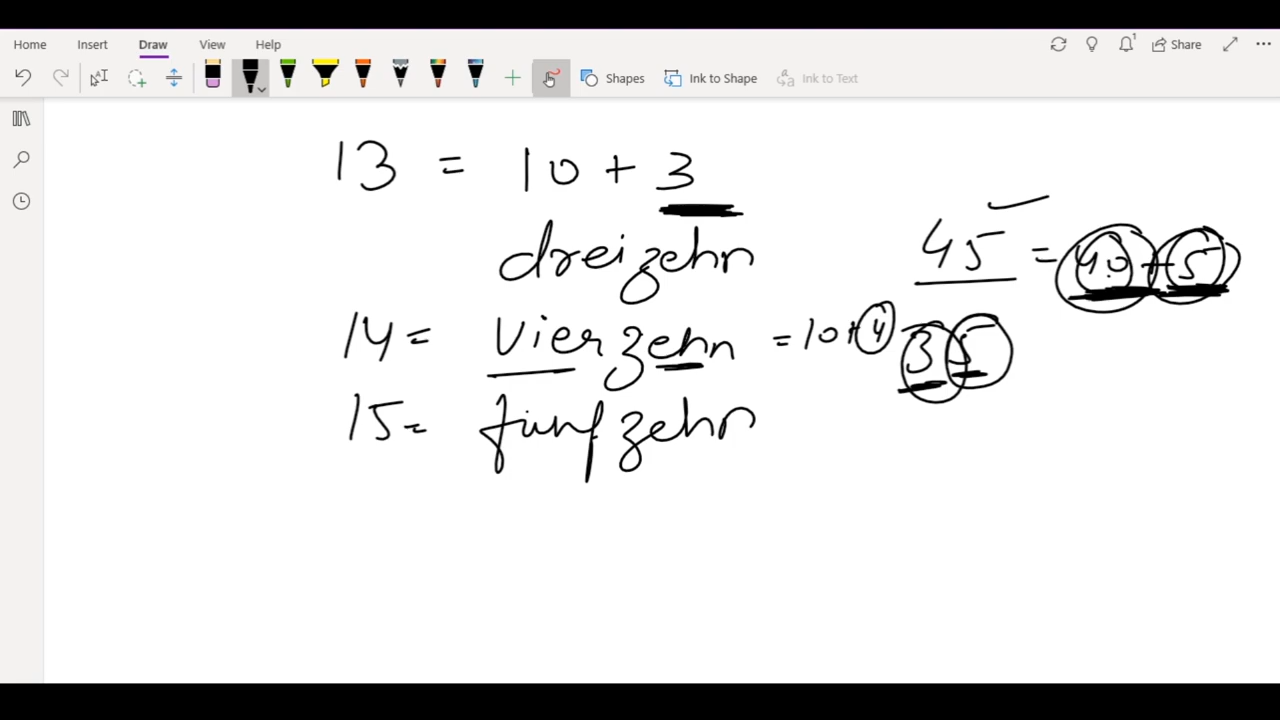 Home Insert Draw View Help Share
Shapes Ink to Shape Ink to Text
13 = 10 + 3
dreizehn
45 = 40 + 5
14 = vierzehn = 10 + 4
35
15 = fünfzehn